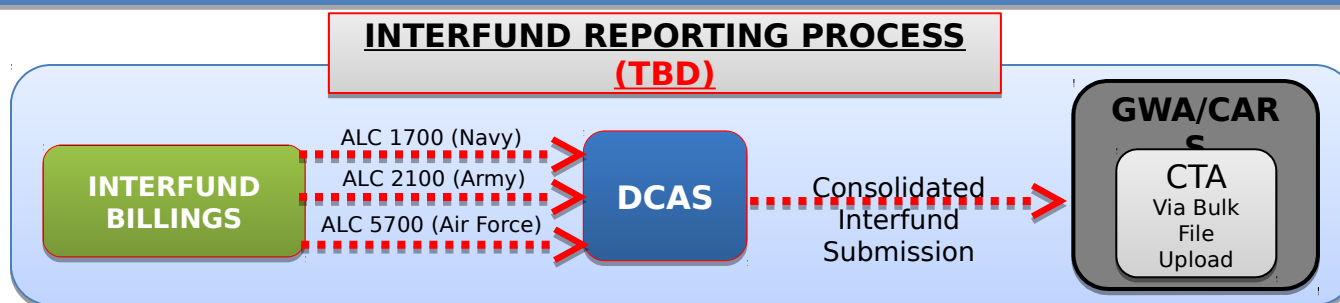 INTERFUND REPORTING PROCESS
(TBD)
INTERFUND
BILLINGS
ALC 1700 (Navy)
ALC 2100 (Army)
ALC 5700 (Air Force)
DCAS
Consolidated
Interfund
Submission
GWA/CAR
S
CTA
Via Bulk
File
Upload